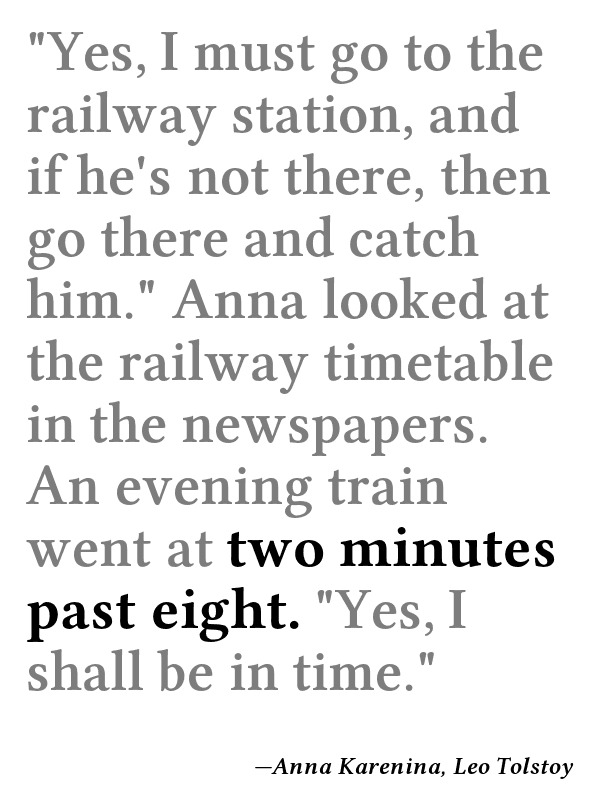 "Yes, I must go to the
railway station, and
if he's not there, then
go there and catch
him." Anna looked at
the railway timetable
in the newspapers.
An evening train
went at two minutes
past eight. "Yes, I
shall be in time."
—Anna Karenina, Leo Tolstoy